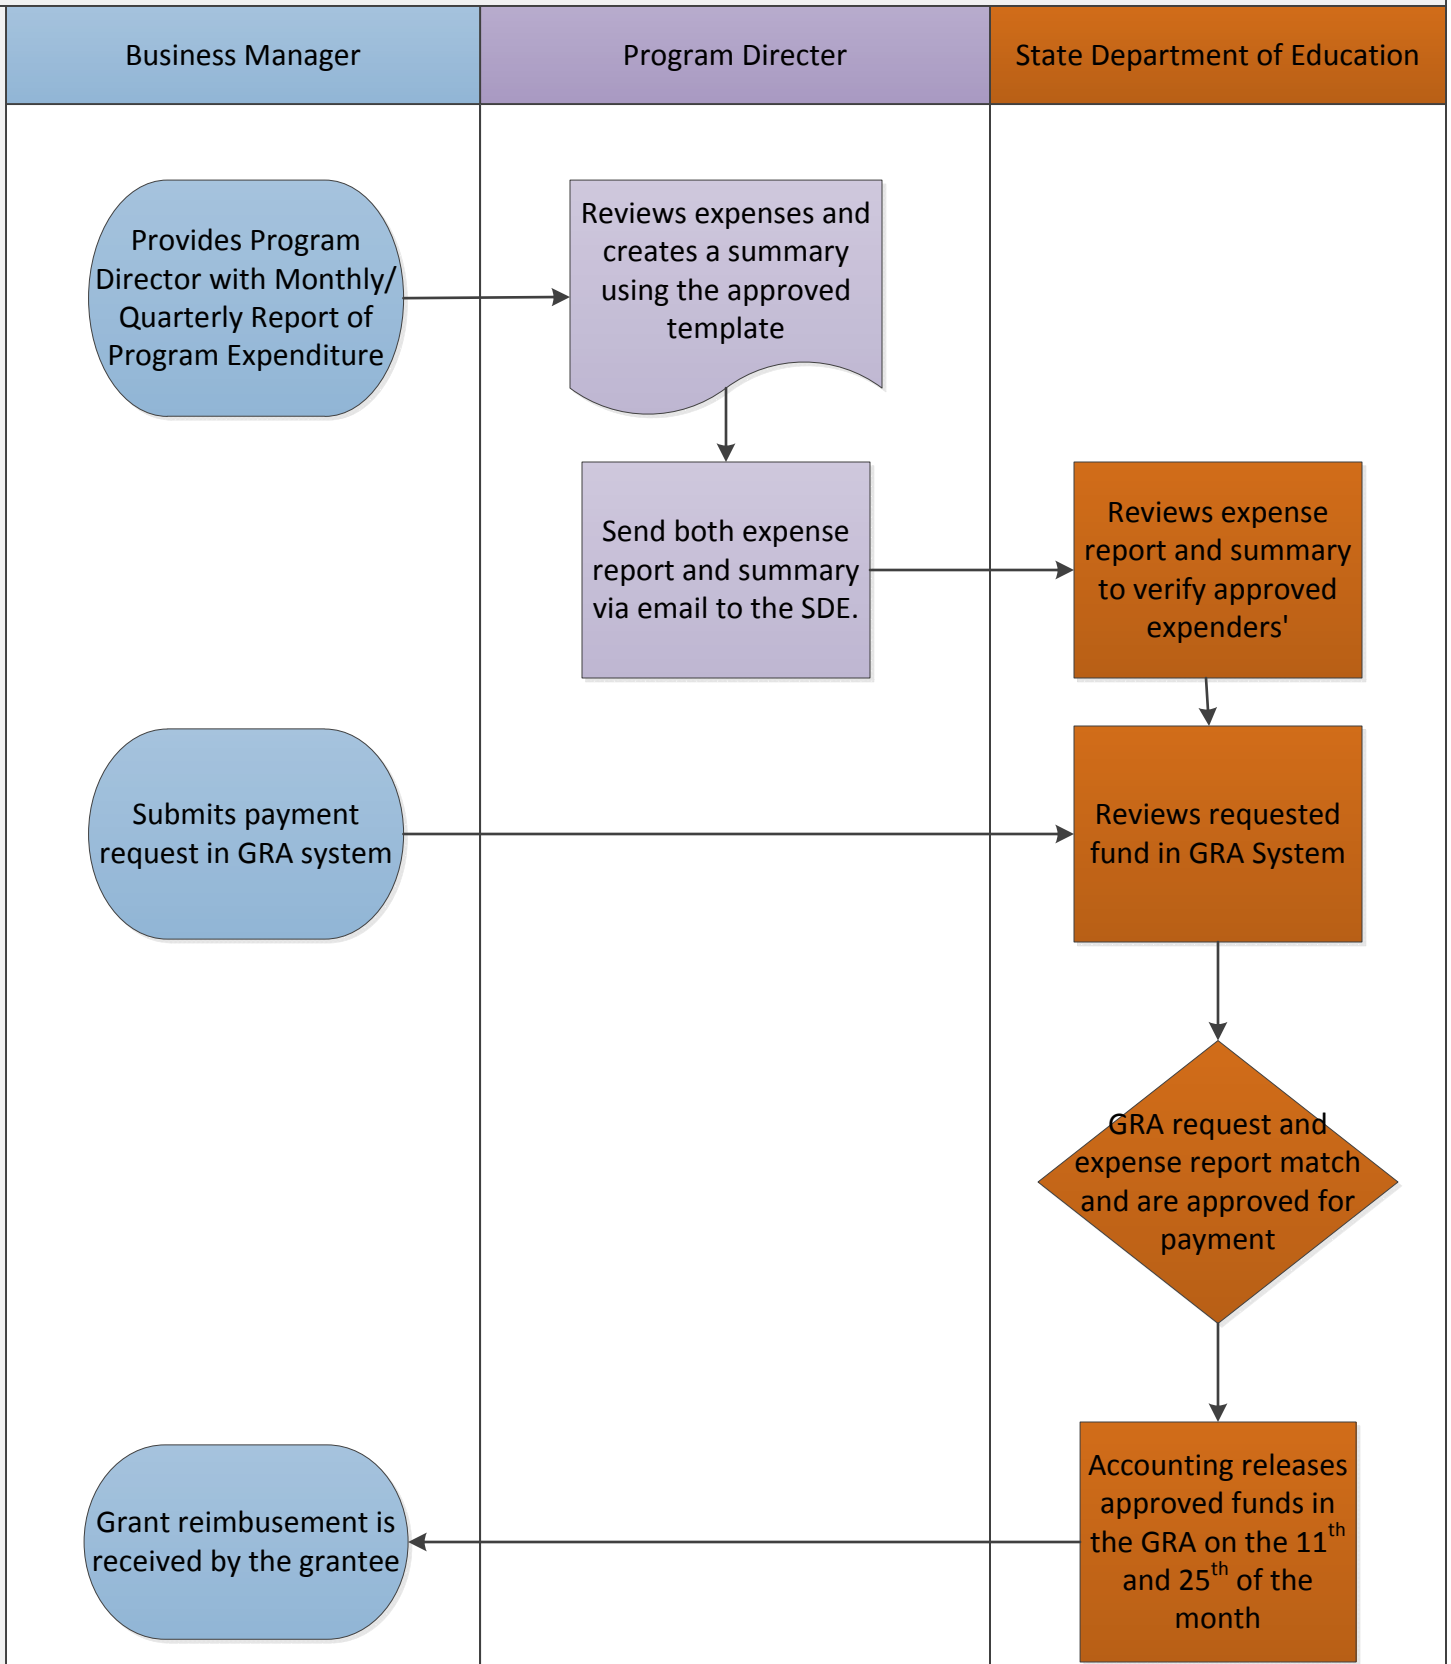 Business Manager
Program Directer
State Department of Education
Provides Program
Director with Monthly/
Quarterly Report of
Program Expenditure
Reviews expenses and
creates a summary
using the approved
template
Send both expense
report and summary
via email to the SDE.
Reviews expense
report and summary
to verify approved
expenders'
Submits payment
request in GRA system
Reviews requested
fund in GRA System
GRA request and
expense report match
and are approved for
payment
Accounting releases
approved funds in
the GRA on the 11th
and 25th of the
month
Grant reimbusement is
received by the grantee